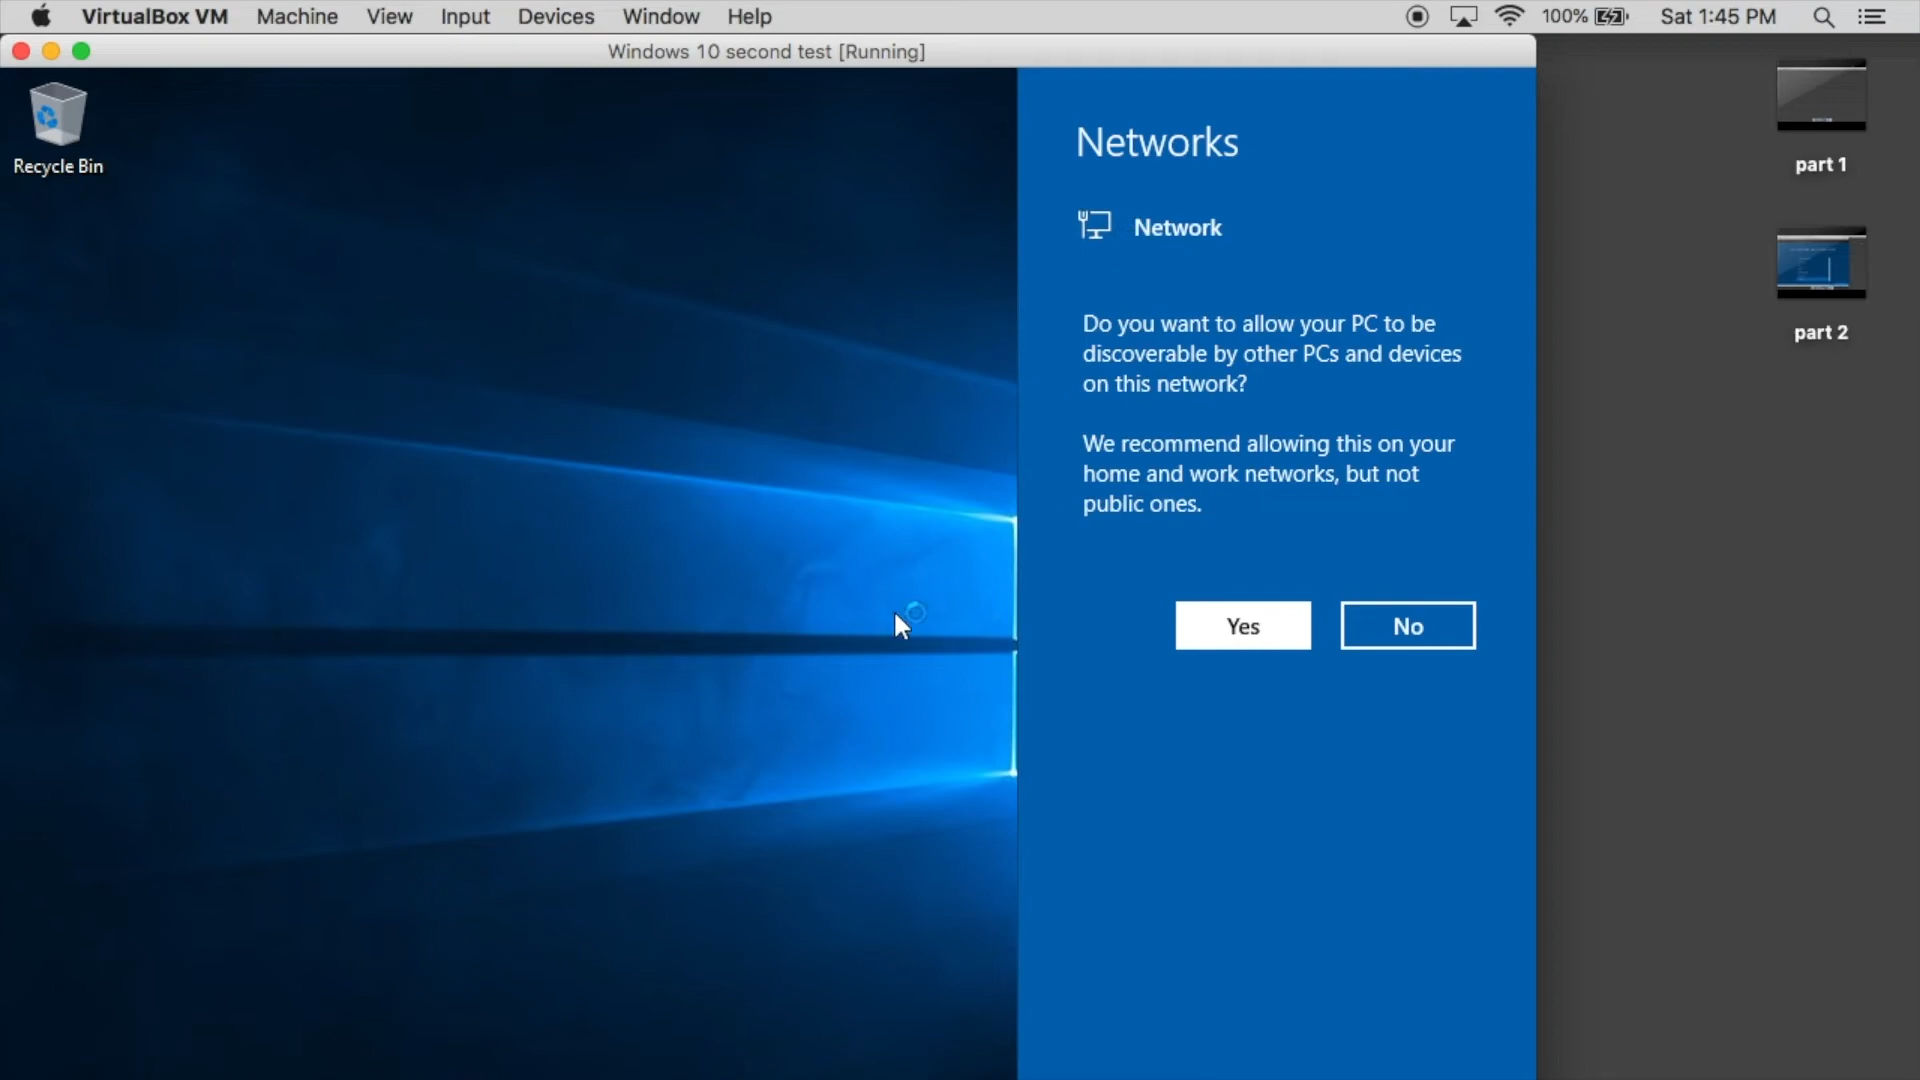 VirtualBox VM Machine View Input Devices Window Help 100% Sat 1:45 PM
Windows 10 second test [Running]
Recycle Bin
Networks
Network
Do you want to allow your PC to be
discoverable by other PCs and devices
on this network?
We recommend allowing this on your
home and work networks, but not
public ones.
Yes No
part 1
part 2